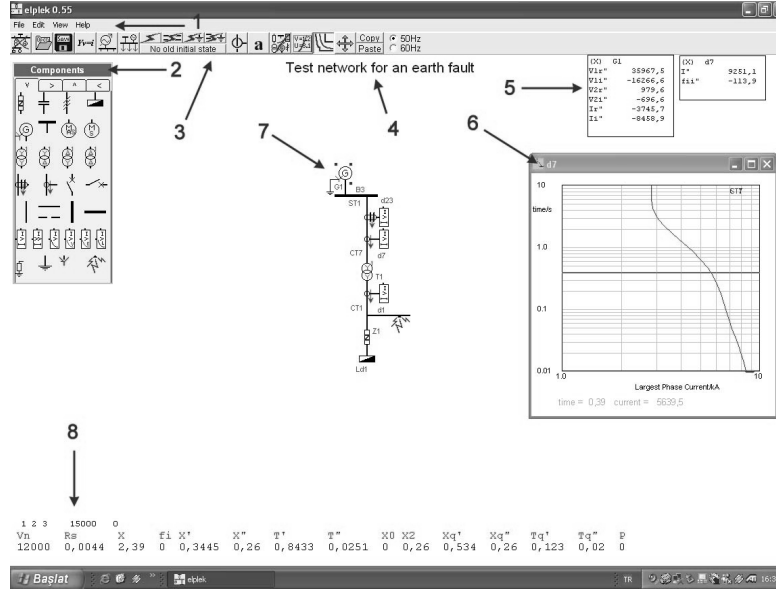 elplek 0.55
File Edit View Help
1
No old initial state
a
Copy
Paste
50Hz
60Hz
Components
2
3
Test network for an earth fault
4
5
(X) G1
V1r" 35967,5
V1i" -16266,6
V2r" 979,6
V2i" -696,6
Ir" -3745,7
Ii" -8458,9
(X) d7
I" 9251,1
fii" -113,9
7
6
G
G1
B3
ST1
d23
CT7
d7
T1
CT1
d1
Z1
Ld1
d7
10
time/s
1.0
0.1
0.01
1.0
10
Largest Phase Current/kA
time = 0,39 current = 5639,5
8
1 2 3 15000 0
Vn Rs X fi X' X" T' T" X0 X2 Xq' Xq" Tq' Tq" P
12000 0,0044 2,39 0 0,3445 0,26 0,8433 0,0251 0 0,26 0,534 0,26 0,123 0,02 0
Başlat
elplek
TR